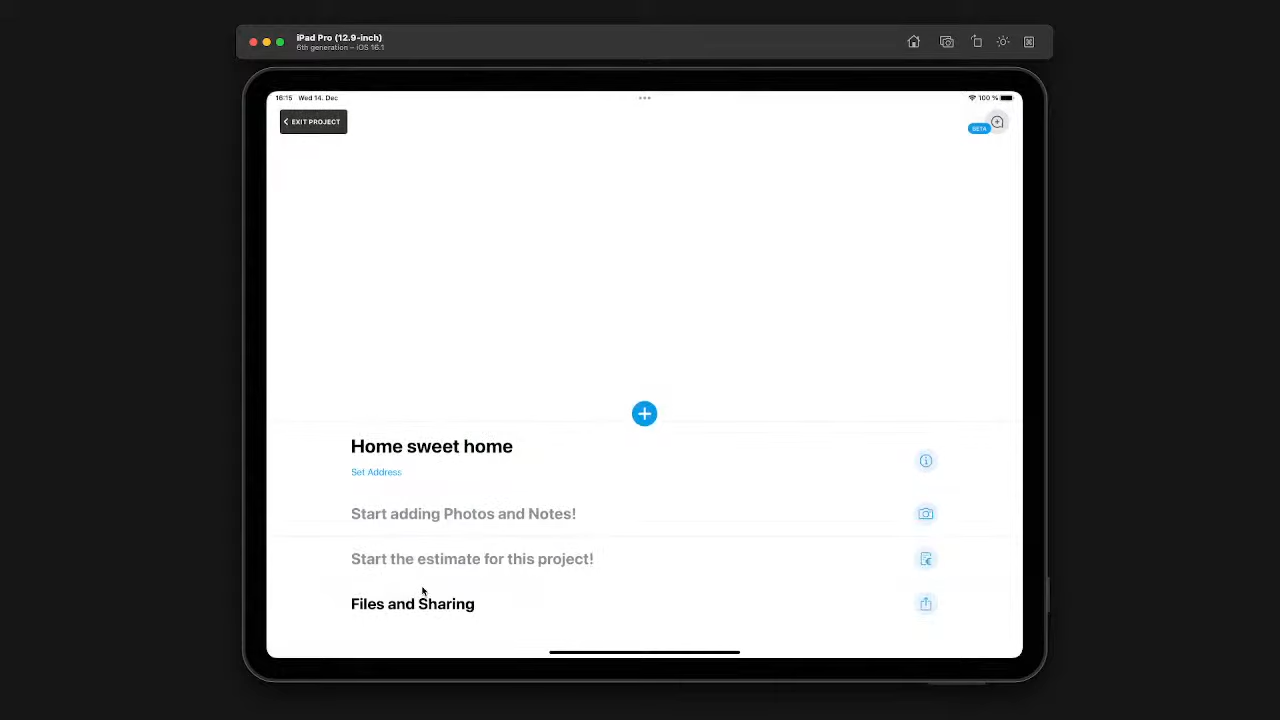 iPad Pro (12.9-inch)
6th generation – iOS 16.1
16:15 Wed 14. Dec
100 %
EXIT PROJECT
BETA
Home sweet home
Set Address
Start adding Photos and Notes!
Start the estimate for this project!
Files and Sharing